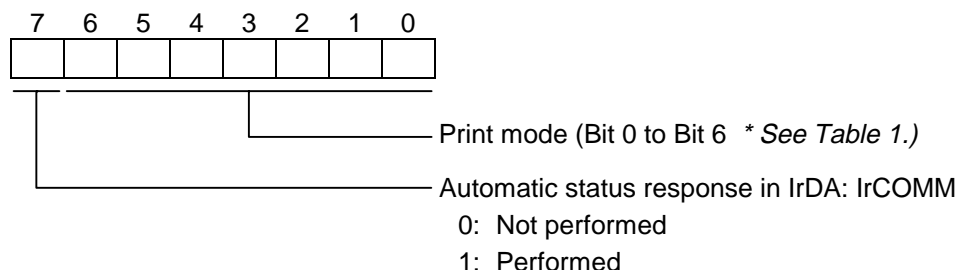 7 6 5 4 3 2 1 0
Print mode (Bit 0 to Bit 6 * See Table 1.)
Automatic status response in IrDA: IrCOMM
0: Not performed
1: Performed